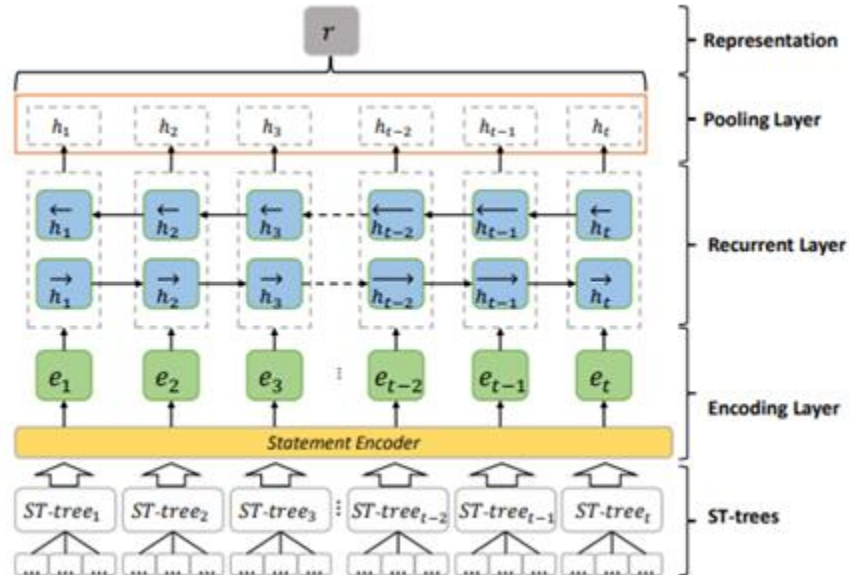 r
Representation
h₁ h₂ h₃ hₜ₋₂ hₜ₋₁ hₜ
Pooling Layer
←h₁ ←h₂ ←h₃ ←hₜ₋₂ ←hₜ₋₁ ←hₜ
Recurrent Layer
→h₁ →h₂ →h₃ →hₜ₋₂ →hₜ₋₁ →hₜ
e₁ e₂ e₃ ⋮ eₜ₋₂ eₜ₋₁ eₜ
Encoding Layer
Statement Encoder
ST-tree₁ ST-tree₂ ST-tree₃ ⋮ ST-treeₜ₋₂ ST-treeₜ₋₁ ST-treeₜ
ST-trees
... ... ... ... ... ... ... ... ... ... ... ... ... ... ... ... ... ...